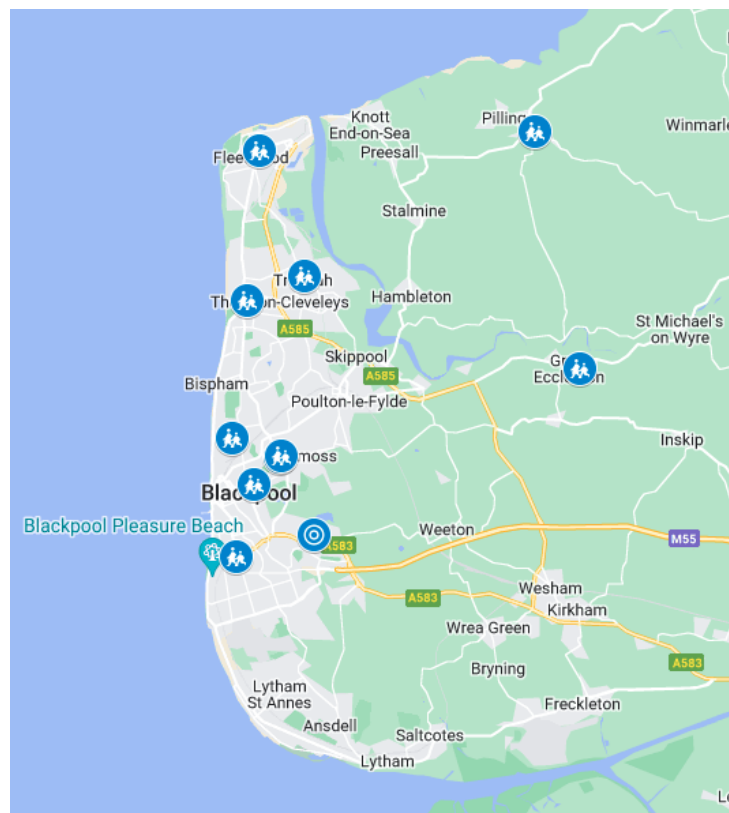 Knott
End-on-Sea
Pilling
Winmarle
Preesall
Stalmine
Hambleton
St Michael's
on Wyre
A585
Skippool
A585
Bispham
Poulton-le-Fylde
Inskip
Blackpool Pleasure Beach
Weeton
A583
M55
Wesham
A583
Kirkham
Wrea Green
A583
Bryning
Lytham
St Annes
Freckleton
Ansdell
Saltcotes
Lytham